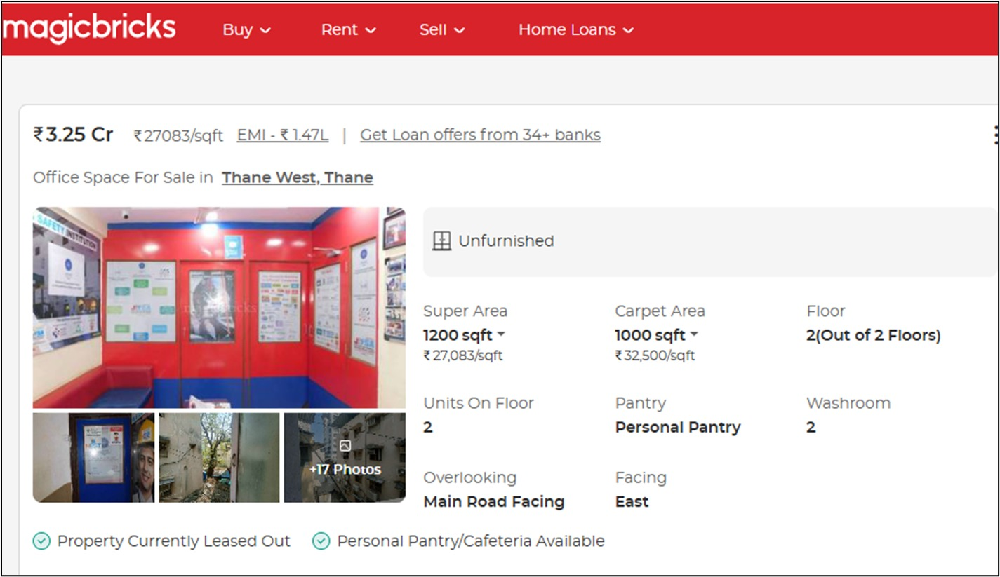 magicbricks
Buy Rent Sell Home Loans
₹3.25 Cr ₹27083/sqft EMI - ₹1.47L | Get Loan offers from 34+ banks
Office Space For Sale in Thane West, Thane
SAFETY INSTITUTION
magicbricks
Unfurnished
Super Area Carpet Area Floor
1200 sqft 1000 sqft 2(Out of 2 Floors)
₹27,083/sqft ₹32,500/sqft
Units On Floor Pantry Washroom
2 Personal Pantry 2
+17 Photos
Overlooking Facing
Main Road Facing East
Property Currently Leased Out Personal Pantry/Cafeteria Available